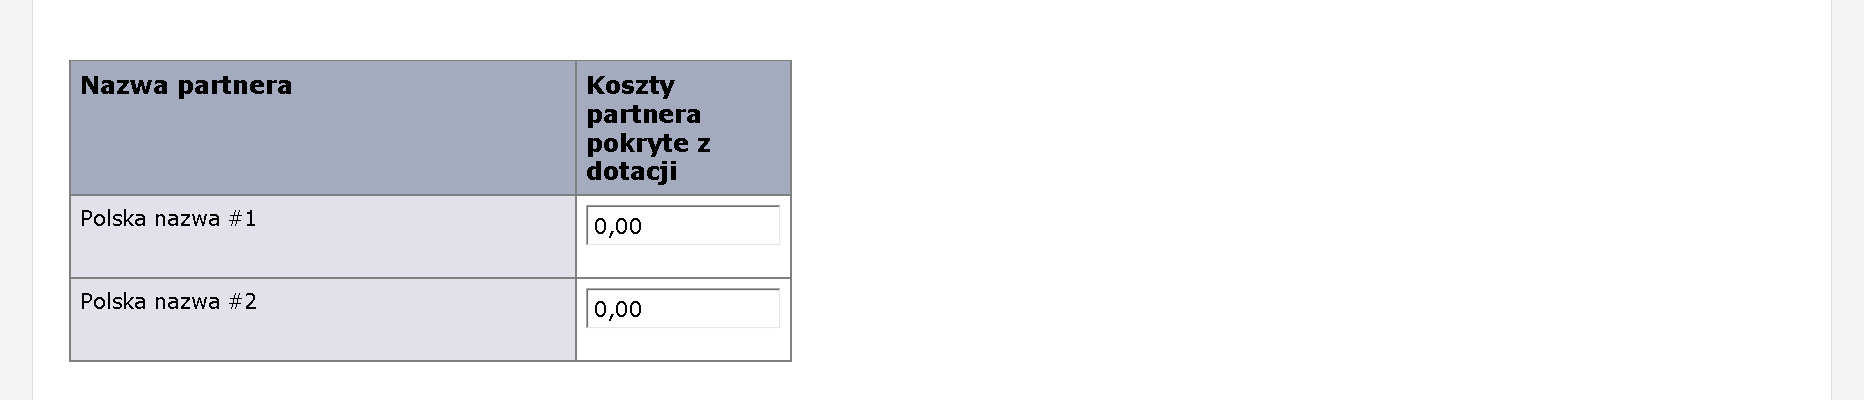 Nazwa partnera
Koszty
partnera
pokryte z
dotacji
Polska nazwa #1
0,00
Polska nazwa #2
0,00